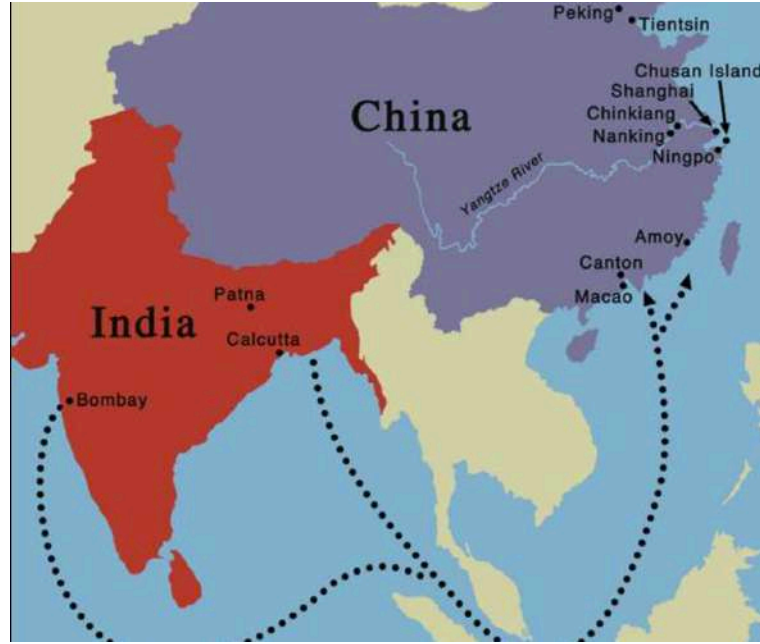 Peking
Tientsin
Chusan Island
Shanghai
China
Chinkiang
Nanking
Ningpo
Yangtze River
Amoy
Canton
Macao
Patna
India
Calcutta
Bombay